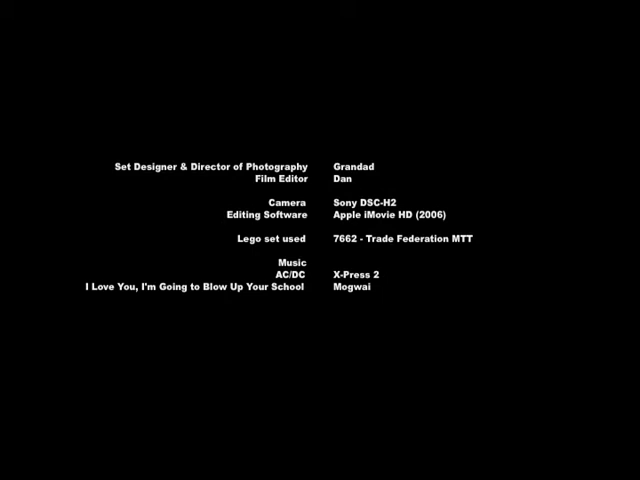 Set Designer & Director of Photography Grandad
Film Editor Dan
Camera Sony DSC-H2
Editing Software Apple iMovie HD (2006)
Lego set used 7662 - Trade Federation MTT
Music
AC/DC X-Press 2
I Love You, I'm Going to Blow Up Your School Mogwai